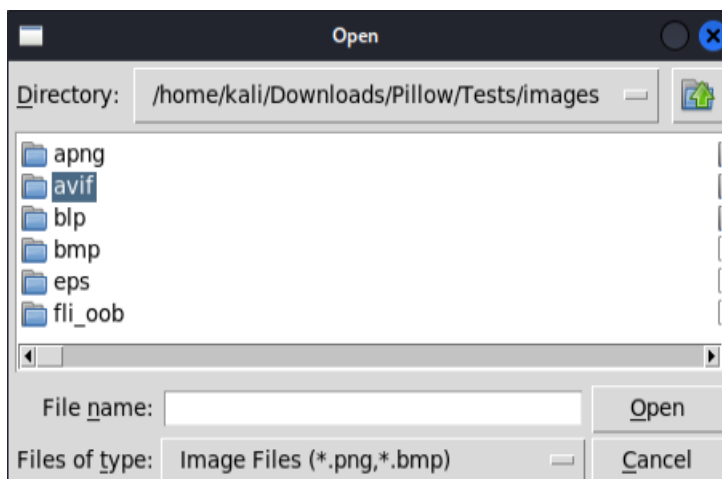 Open
Directory: /home/kali/Downloads/Pillow/Tests/images
apng
avif
blp
bmp
eps
fli_oob
File name: Open
Files of type: Image Files (*.png,*.bmp) Cancel